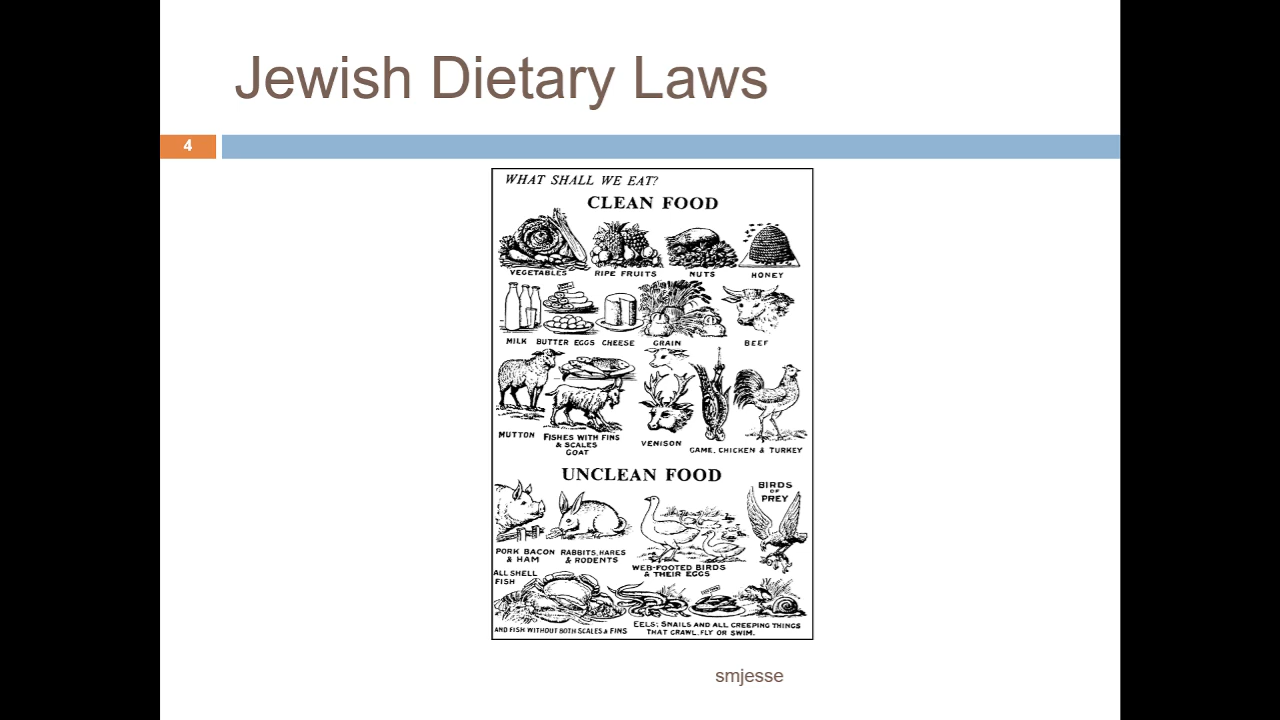 Jewish Dietary Laws
4
WHAT SHALL WE EAT?
CLEAN FOOD
VEGETABLES RIPE FRUITS NUTS HONEY
MILK BUTTER EGGS CHEESE GRAIN BEEF
MUTTON FISHES WITH FINS
& SCALES
GOAT
VENISON
GAME, CHICKEN & TURKEY
UNCLEAN FOOD
BIRDS
OF
PREY
PORK BACON
& HAM
RABBITS, HARES
& RODENTS
WEB-FOOTED BIRDS
& THEIR EGGS
ALL SHELL
FISH
AND FISH WITHOUT BOTH SCALES & FINS
EELS; SNAILS AND ALL CREEPING THINGS
THAT CRAWL, FLY OR SWIM.
smjesse